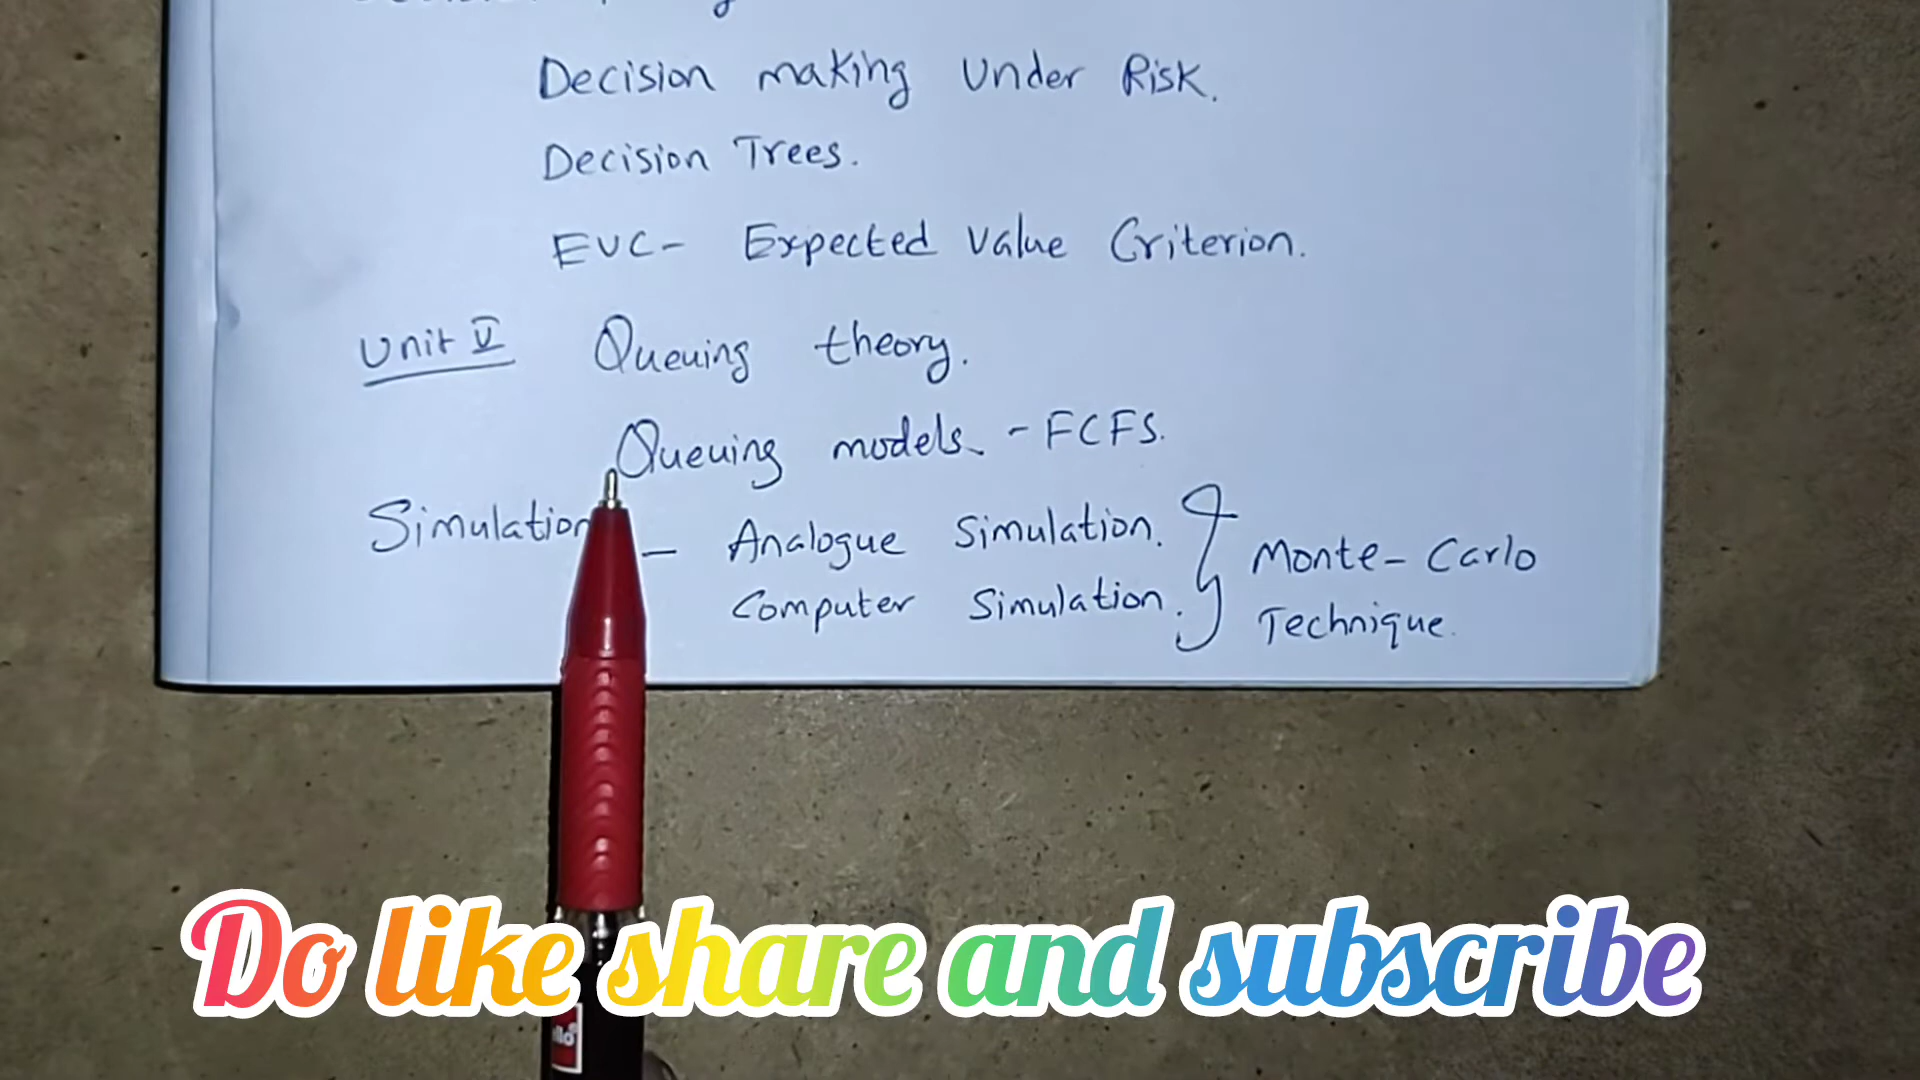 Decision making Under Risk.
Decision Trees.
EVC- Expected Value Criterion.
Unit V Queuing theory.
Queuing models - FCFS.
Simulation - Analogue Simulation.
Computer Simulation.
Monte-Carlo
Technique.
Do like share and subscribe